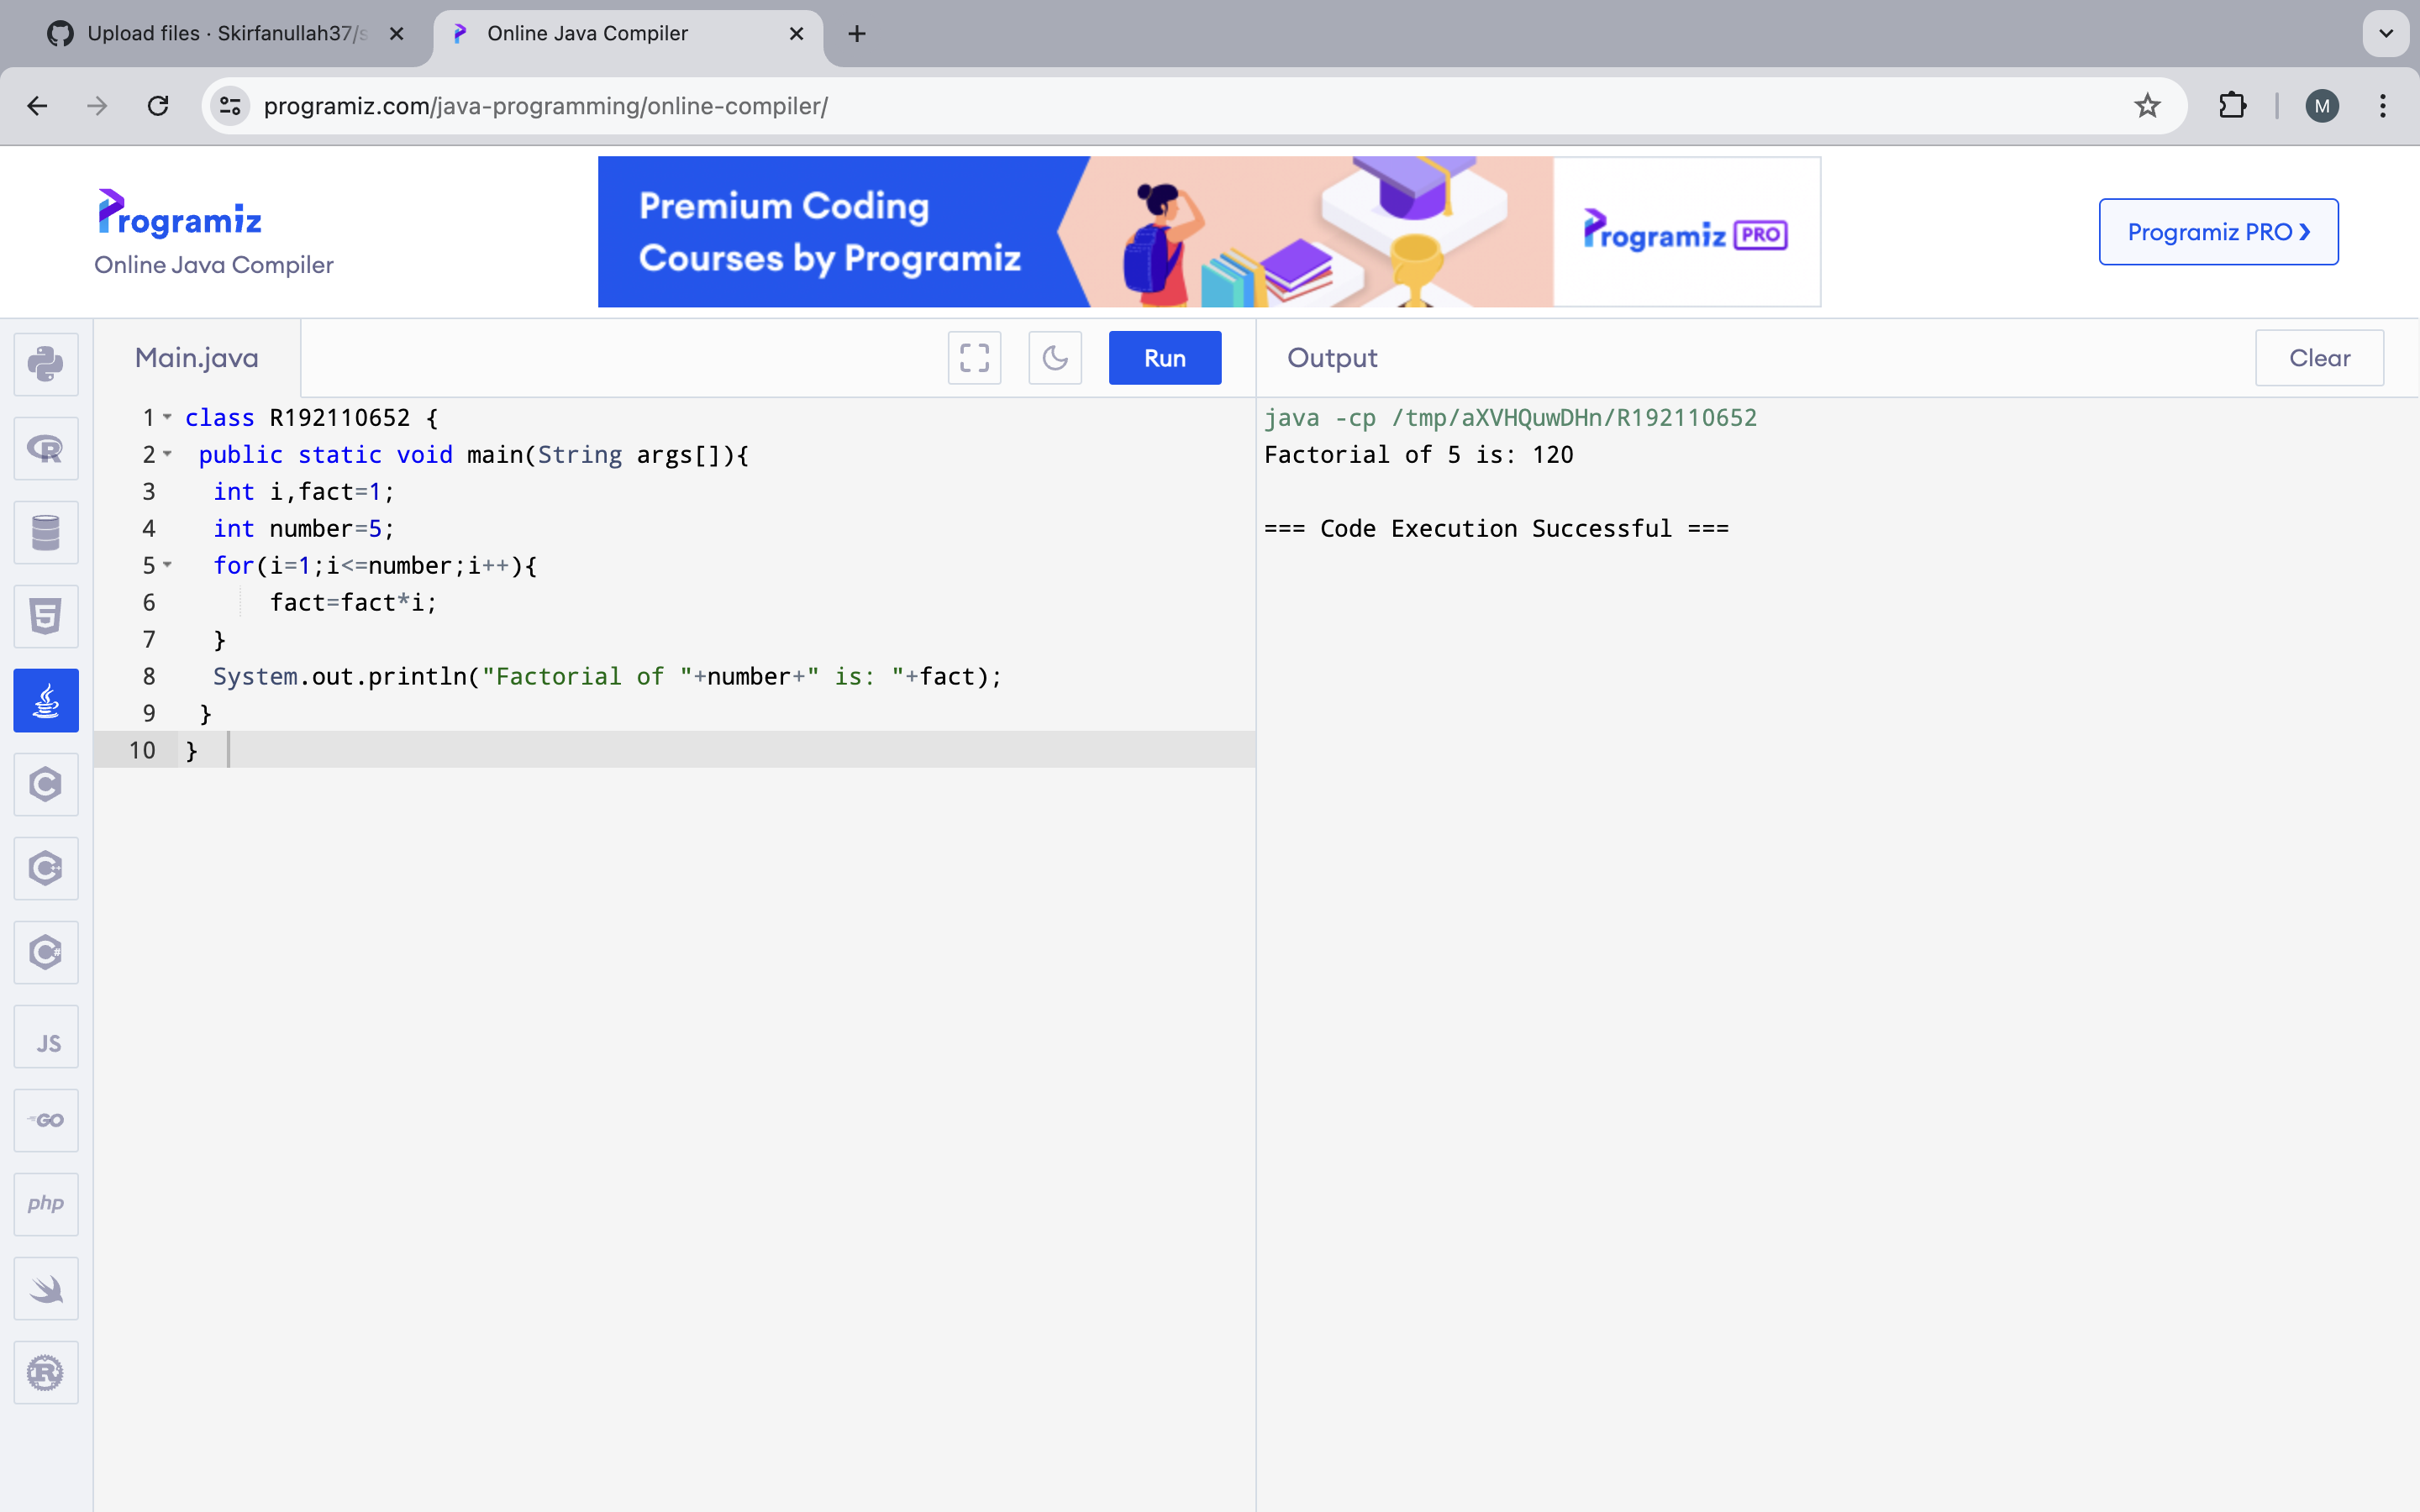 Upload files · Skirfanullah37/s
Online Java Compiler
programiz.com/java-programming/online-compiler/
M
Programiz
Online Java Compiler
Premium Coding
Courses by Programiz
Programiz PRO
Programiz PRO ❯
Main.java
Run
Output
Clear
1 class R192110652 {
2  public static void main(String args[]){
3   int i,fact=1;
4   int number=5;
5   for(i=1;i<=number;i++){
6       fact=fact*i;
7   }
8   System.out.println("Factorial of "+number+" is: "+fact);
9  }
10 }
java -cp /tmp/aXVHQuwDHn/R192110652
Factorial of 5 is: 120
=== Code Execution Successful ===
R
5
C
C+
C#
JS
GO
php
R